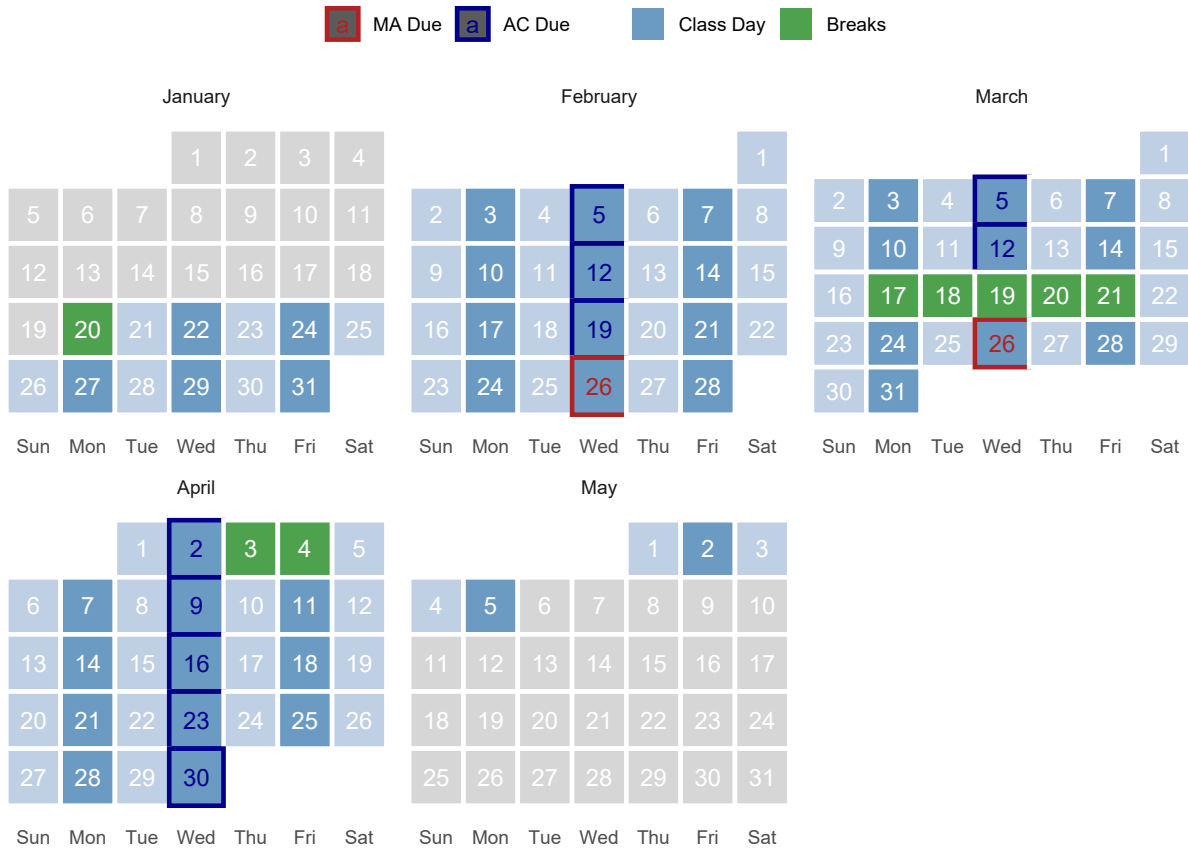 a MA Due a AC Due Class Day Breaks
January February March
1 2 3 4
5 6 7 8 9 10 11
12 13 14 15 16 17 18
19 20 21 22 23 24 25
26 27 28 29 30 31
Sun Mon Tue Wed Thu Fri Sat
1
2 3 4 5 6 7 8
9 10 11 12 13 14 15
16 17 18 19 20 21 22
23 24 25 26 27 28
Sun Mon Tue Wed Thu Fri Sat
1
2 3 4 5 6 7 8
9 10 11 12 13 14 15
16 17 18 19 20 21 22
23 24 25 26 27 28 29
30 31
Sun Mon Tue Wed Thu Fri Sat
April May
1 2 3 4 5
6 7 8 9 10 11 12
13 14 15 16 17 18 19
20 21 22 23 24 25 26
27 28 29 30
Sun Mon Tue Wed Thu Fri Sat
1 2 3
4 5 6 7 8 9 10
11 12 13 14 15 16 17
18 19 20 21 22 23 24
25 26 27 28 29 30 31
Sun Mon Tue Wed Thu Fri Sat